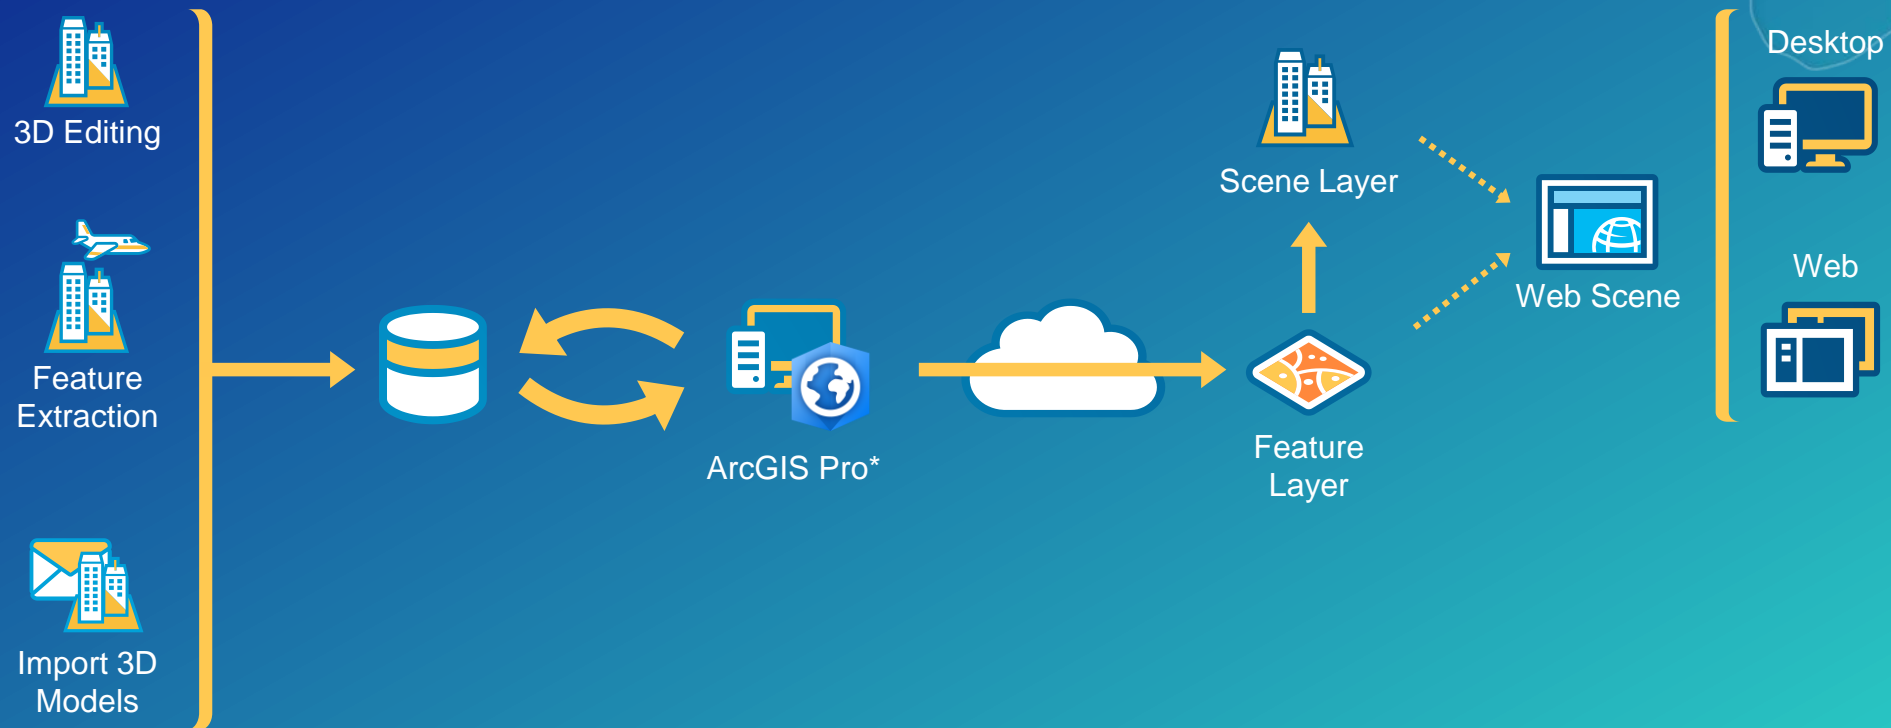 3D Editing
Feature
Extraction
Import 3D
Models
ArcGIS Pro*
Scene Layer
Feature
Layer
Web Scene
Desktop
Web